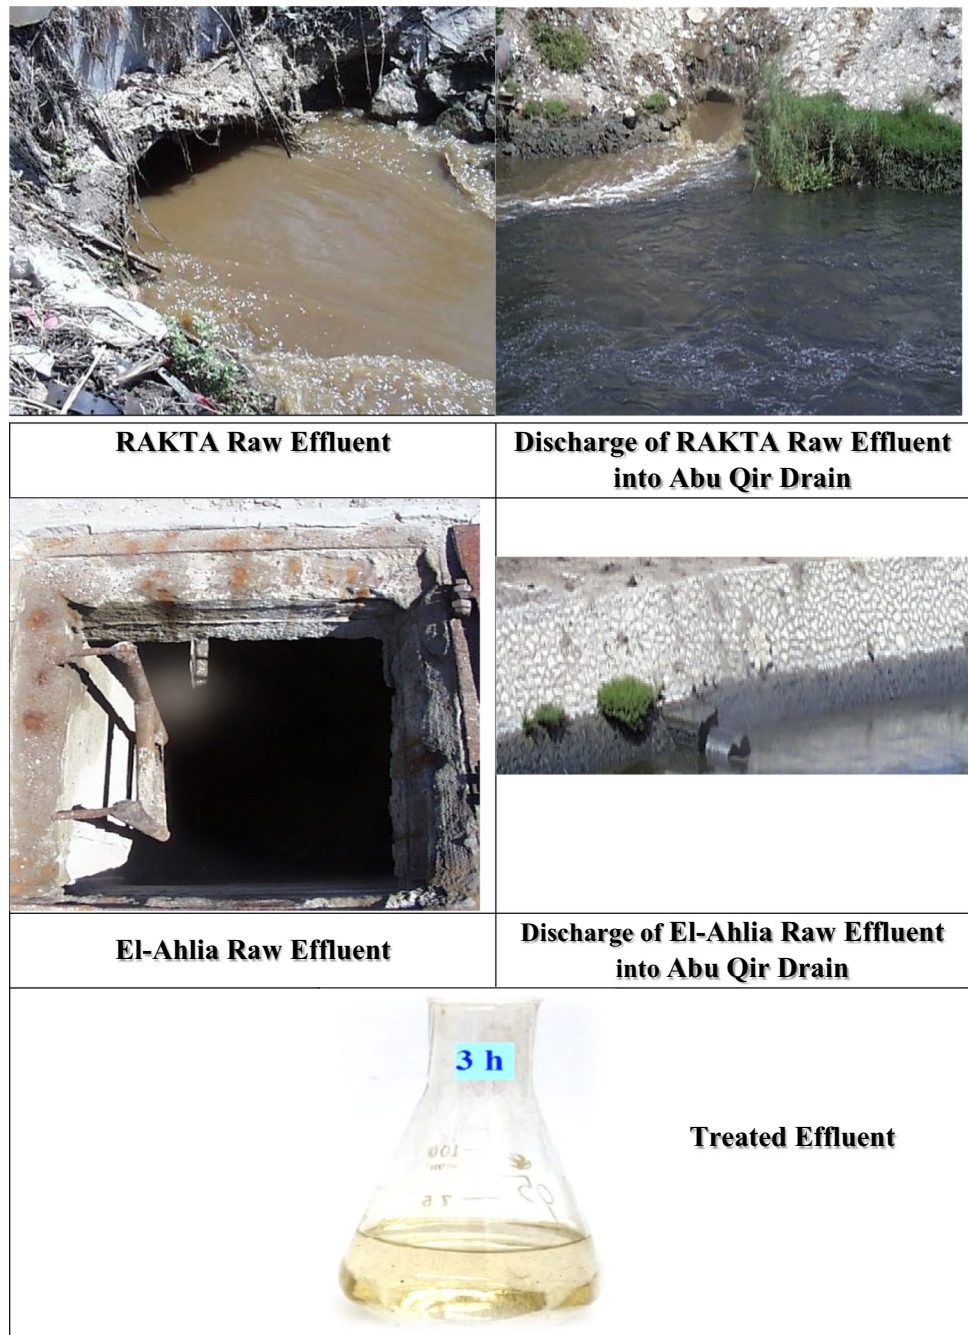 RAKTA Raw Effluent
Discharge of RAKTA Raw Effluent
into Abu Qir Drain
El-Ahlia Raw Effluent
Discharge of El-Ahlia Raw Effluent
into Abu Qir Drain
3 h
Treated Effluent
100